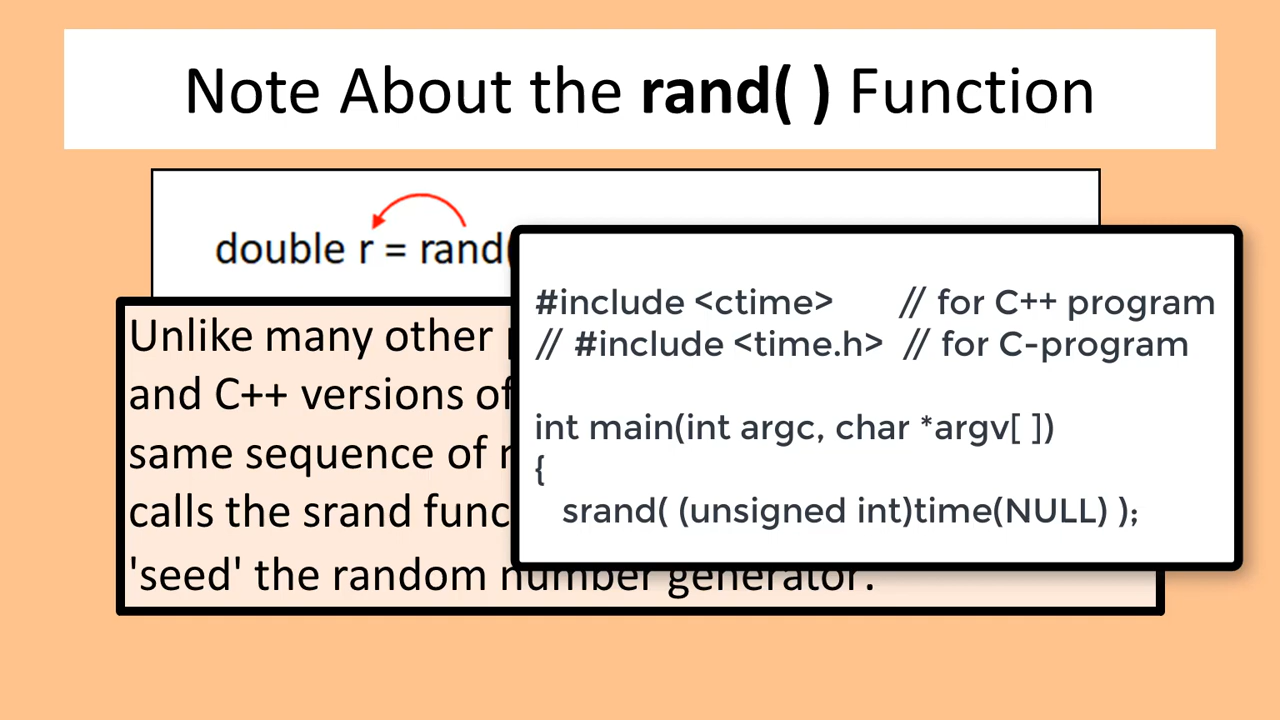 Note About the rand( ) Function
double r = rand(
Unlike many other
and C++ versions of
same sequence of
calls the srand func
'seed' the random number generator.
#include <ctime> // for C++ program
// #include <time.h> // for C-program
int main(int argc, char *argv[ ])
{
srand( (unsigned int)time(NULL) );